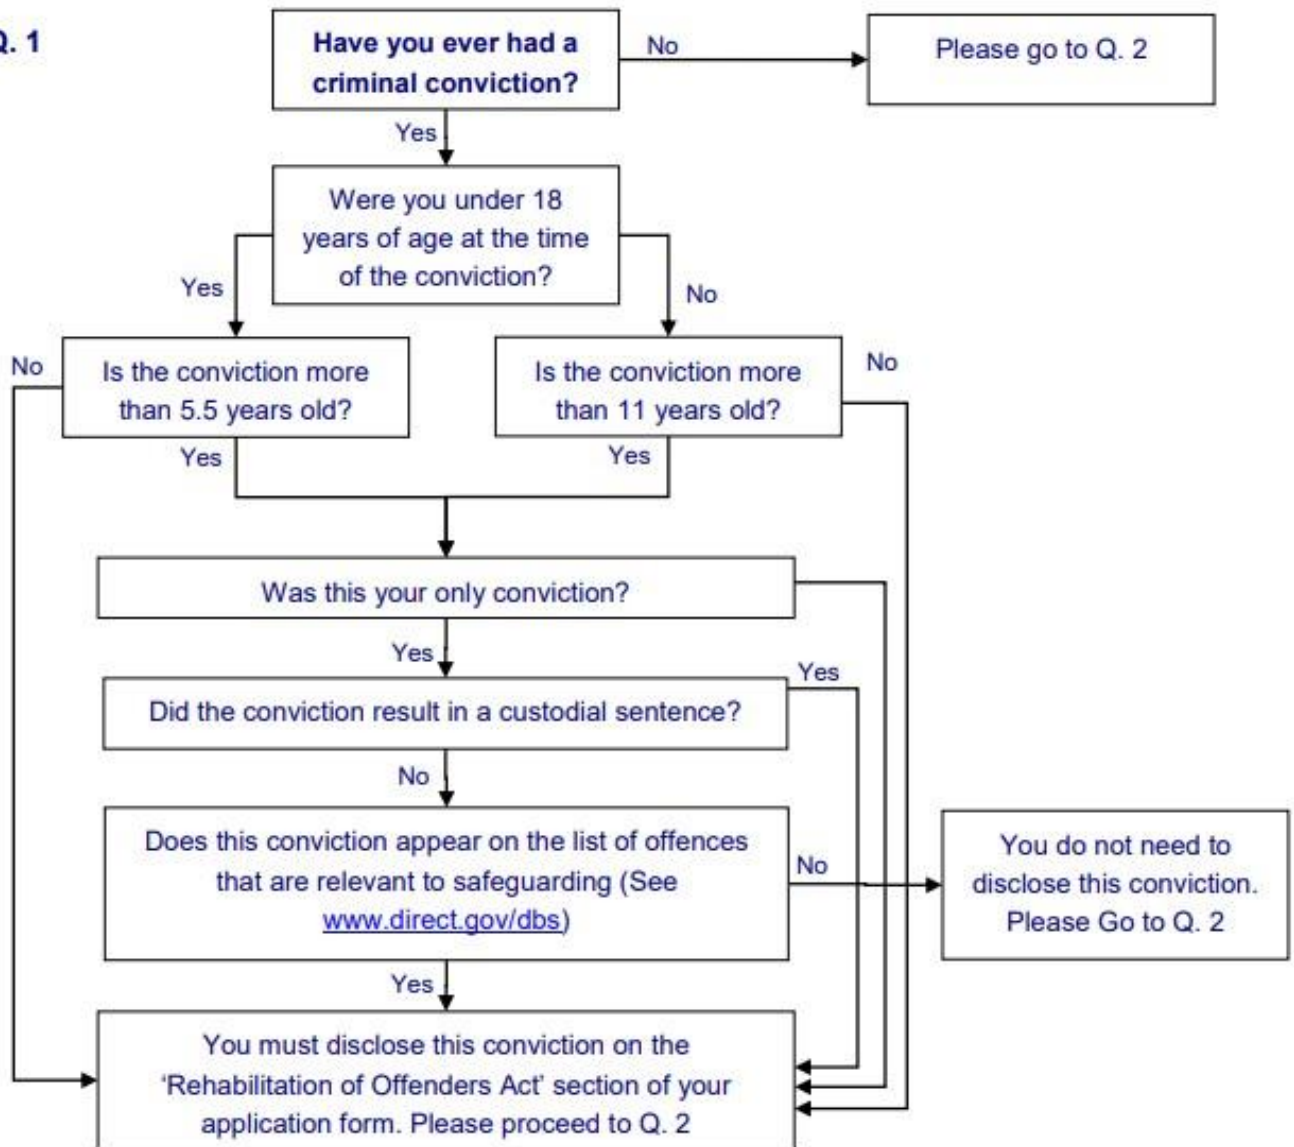 Q. 1
Have you ever had a
criminal conviction?
No
Please go to Q. 2
Yes
Were you under 18
years of age at the time
of the conviction?
Yes
No
No
Is the conviction more
than 5.5 years old?
Is the conviction more
than 11 years old?
No
Yes
Yes
Was this your only conviction?
Yes
Did the conviction result in a custodial sentence?
Yes
No
Does this conviction appear on the list of offences
that are relevant to safeguarding (See
www.direct.gov/dbs)
No
You do not need to
disclose this conviction.
Please Go to Q. 2
Yes
You must disclose this conviction on the
‘Rehabilitation of Offenders Act’ section of your
application form. Please proceed to Q. 2